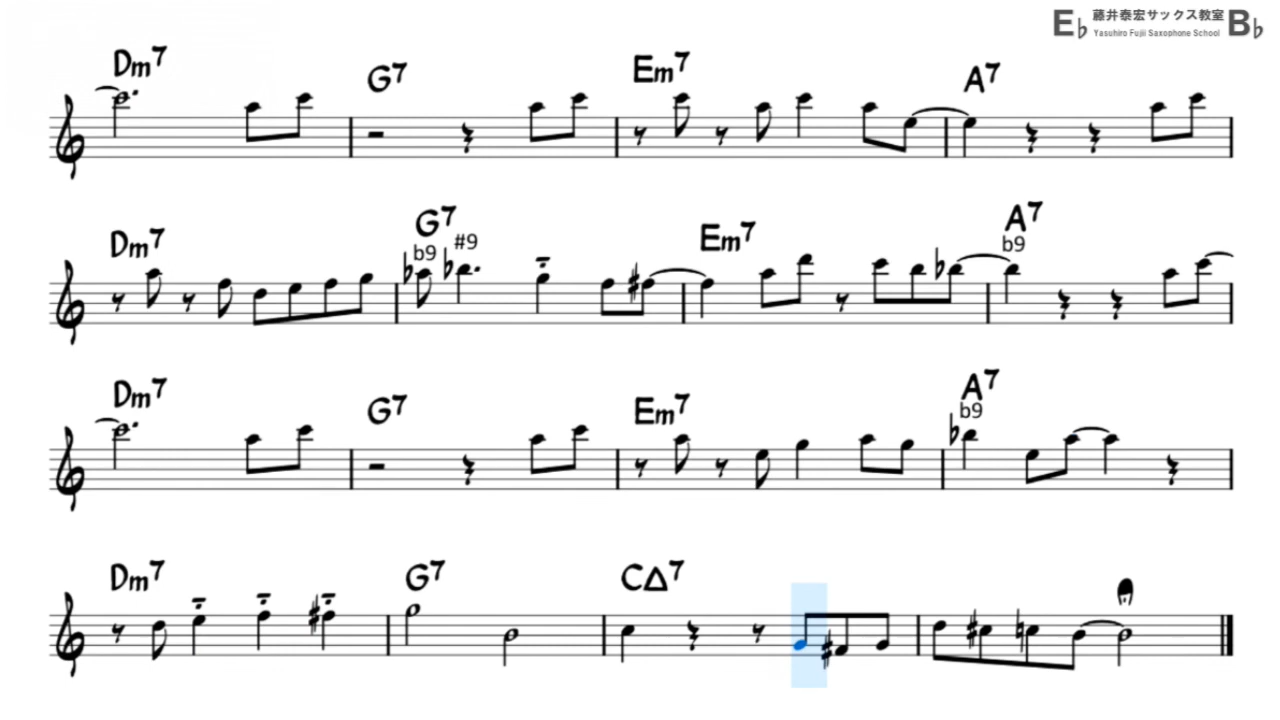 E♭ 藤井泰宏サックス教室 B♭
Yasuhiro Fujii Saxophone School
Dm7 G7 Em7 A7
Dm7 G7 Em7 A7
b9 #9 b9
Dm7 G7 Em7 A7
b9
Dm7 G7 C△7